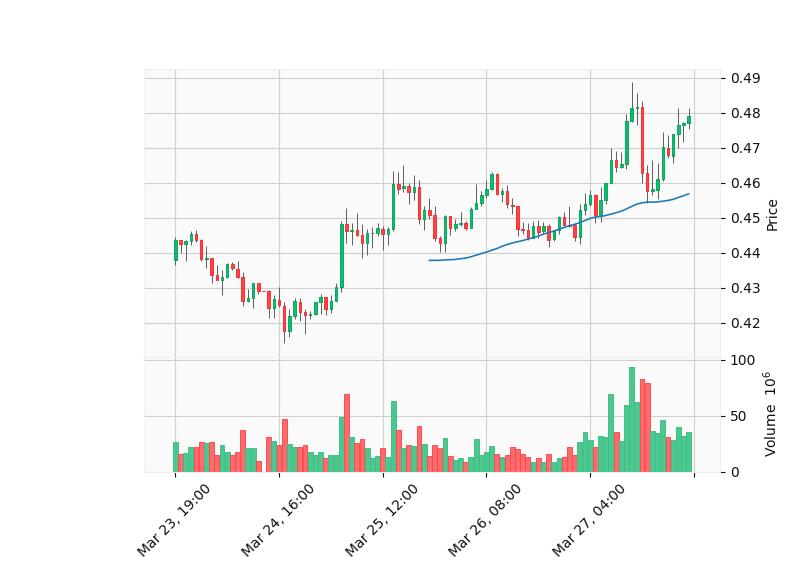 0.49
0.48
0.47
0.46
0.45
0.44
0.43
0.42
Price
100
50
0
Volume 10^6
Mar 23, 19:00
Mar 24, 16:00
Mar 25, 12:00
Mar 26, 08:00
Mar 27, 04:00